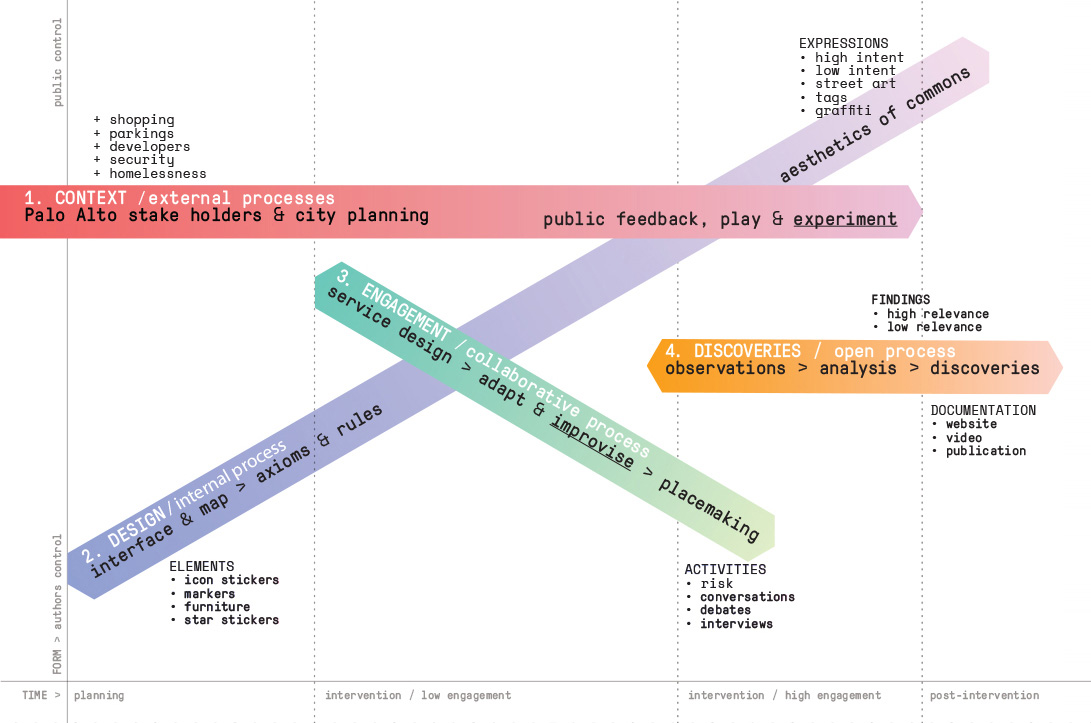 public control
FORM > authors control
+ shopping
+ parkings
+ developers
+ security
+ homelessness
1. CONTEXT /external processes
Palo Alto stake holders & city planning
public feedback, play & experiment
EXPRESSIONS
• high intent
• low intent
• street art
• tags
• graffiti
aesthetics of commons
2. DESIGN / internal process
interface & map > axioms & rules
ELEMENTS
• icon stickers
• markers
• furniture
• star stickers
3. ENGAGEMENT / collaborative process
service design > adapt & improvise > placemaking
ACTIVITIES
• risk
• conversations
• debates
• interviews
FINDINGS
• high relevance
• low relevance
4. DISCOVERIES / open process
observations > analysis > discoveries
DOCUMENTATION
• website
• video
• publication
TIME > planning
intervention / low engagement
intervention / high engagement
post-intervention